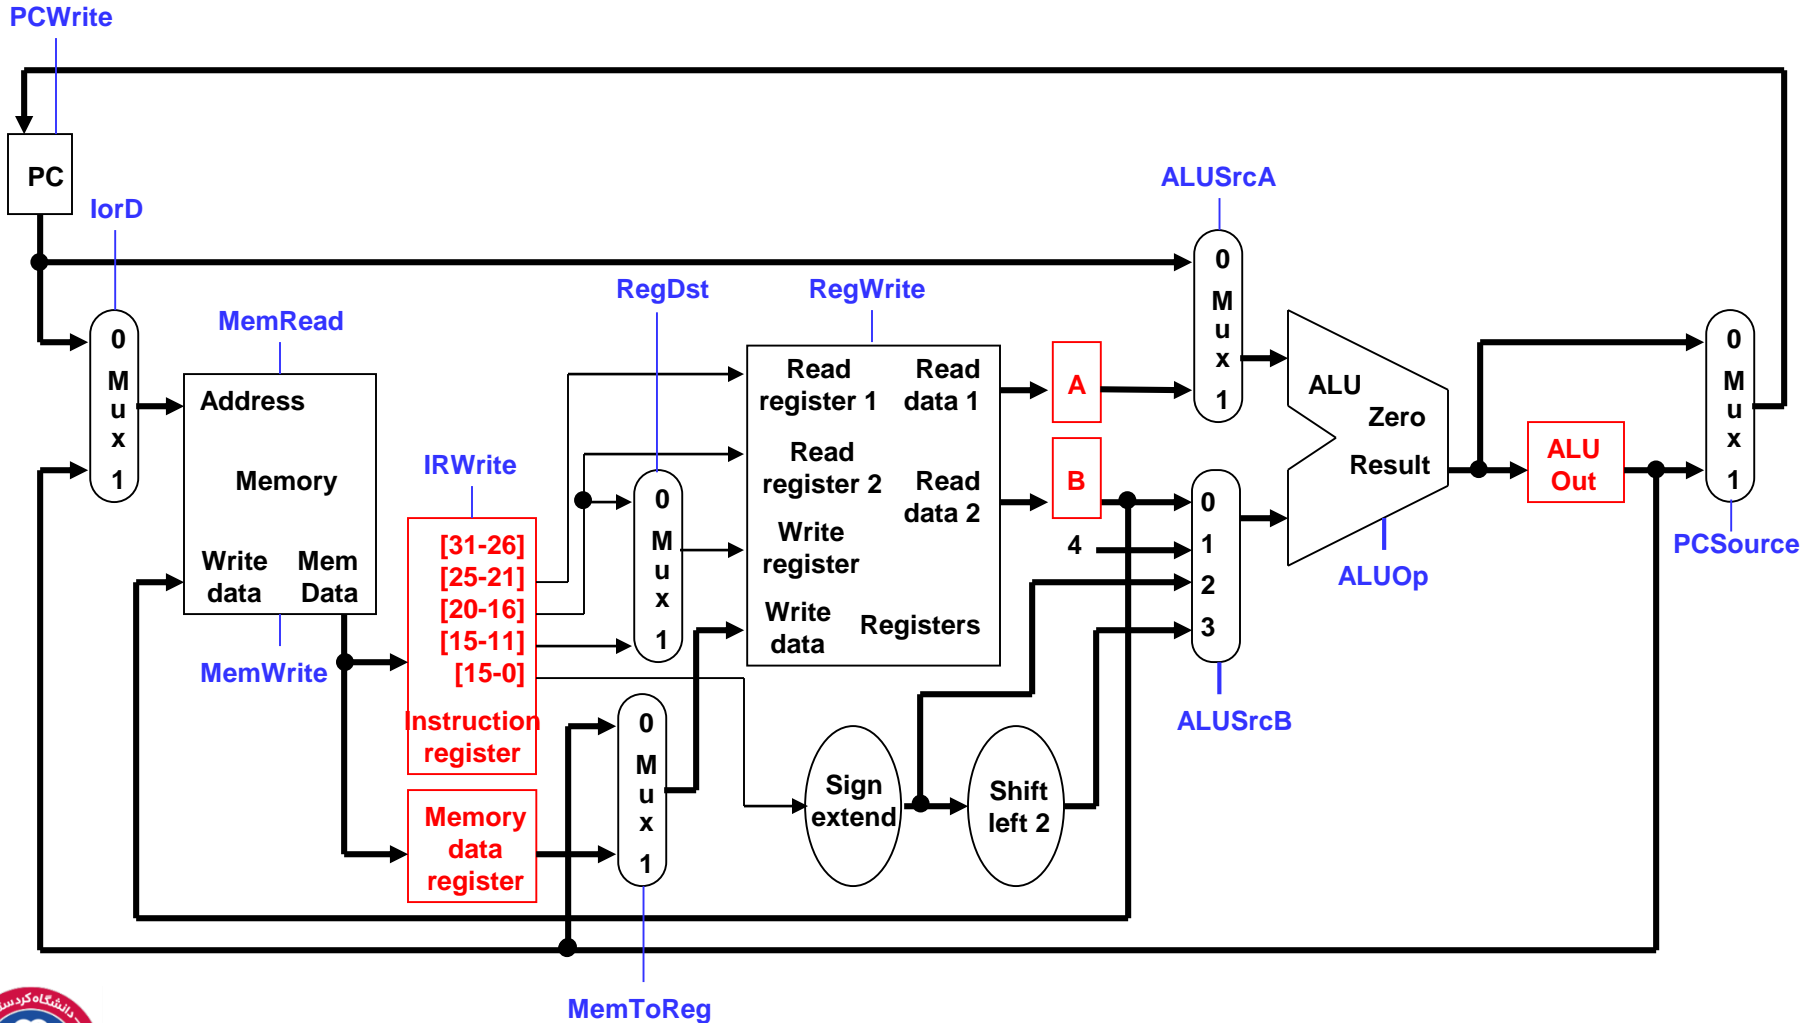 PCWrite
PC
IorD
0
M
u
x
1
MemRead
Address
Memory
Write
data
Mem
Data
MemWrite
IRWrite
[31-26]
[25-21]
[20-16]
[15-11]
[15-0]
Instruction
register
Memory
data
register
RegDst
0
M
u
x
1
0
M
u
x
1
MemToReg
RegWrite
Read
register 1
Read
data 1
Read
register 2
Read
data 2
Write
register
Write
data
Registers
Sign
extend
Shift
left 2
A
B
4
ALUSrcA
0
M
u
x
1
0
1
2
3
ALUSrcB
ALU
Zero
Result
ALUOp
ALU
Out
0
M
u
x
1
PCSource